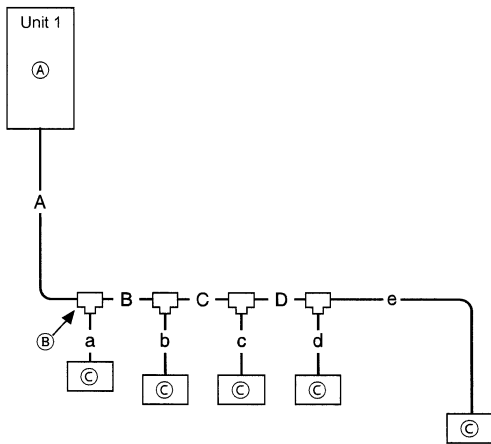 Unit 1
Ⓐ
A
B C D e
Ⓑ a b c d
Ⓒ Ⓒ Ⓒ Ⓒ
Ⓒ